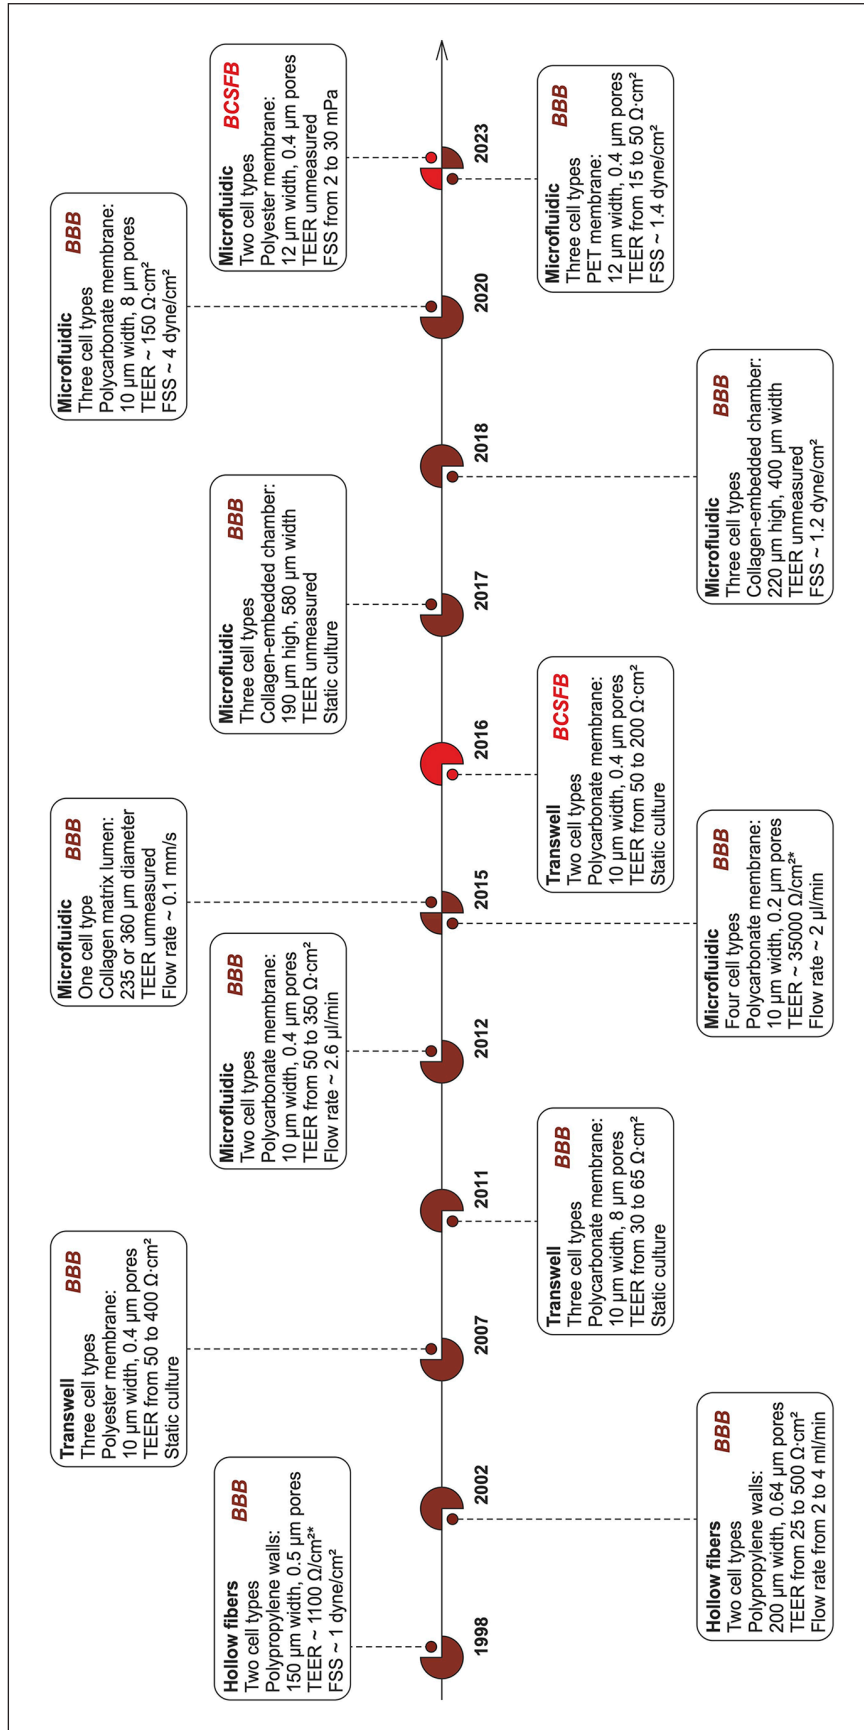 Hollow fibers
BBB
Two cell types
Polypropylene walls:
150 µm width, 0.5 µm pores
TEER ~ 1100 Ω/cm²*
FSS ~ 1 dyne/cm²
1998
2002
Hollow fibers
BBB
Two cell types
Polypropylene walls:
200 µm width, 0.64 µm pores
TEER from 25 to 500 Ω·cm²
Flow rate from 2 to 4 ml/min
Transwell
BBB
Three cell types
Polyester membrane:
10 µm width, 0.4 µm pores
TEER from 50 to 400 Ω·cm²
Static culture
2007
2011
Transwell
BBB
Three cell types
Polycarbonate membrane:
10 µm width, 8 µm pores
TEER from 30 to 65 Ω·cm²
Static culture
Microfluidic
BBB
Two cell types
Polycarbonate membrane:
10 µm width, 0.4 µm pores
TEER from 50 to 350 Ω·cm²
Flow rate ~ 2.6 µl/min
2012
Microfluidic
BBB
One cell type
Collagen matrix lumen:
235 or 360 µm diameter
TEER unmeasured
Flow rate ~ 0.1 mm/s
2015
Microfluidic
BBB
Four cell types
Polycarbonate membrane:
10 µm width, 0.2 µm pores
TEER ~ 35000 Ω/cm²*
Flow rate ~ 2 µl/min
2016
Transwell
BCSFB
Two cell types
Polycarbonate membrane:
10 µm width, 0.4 µm pores
TEER from 50 to 200 Ω·cm²
Static culture
Microfluidic
BBB
Three cell types
Collagen-embedded chamber:
190 µm high, 580 µm width
TEER unmeasured
Static culture
2017
2018
Microfluidic
BBB
Three cell types
Collagen-embedded chamber:
220 µm high, 400 µm width
TEER unmeasured
FSS ~ 1.2 dyne/cm²
Microfluidic
BBB
Three cell types
Polycarbonate membrane:
10 µm width, 8 µm pores
TEER ~ 150 Ω·cm²
FSS ~ 4 dyne/cm²
2020
Microfluidic
BCSFB
Two cell types
Polyester membrane:
12 µm width, 0.4 µm pores
TEER unmeasured
FSS from 2 to 30 mPa
2023
Microfluidic
BBB
Three cell types
PET membrane:
12 µm width, 0.4 µm pores
TEER from 15 to 50 Ω·cm²
FSS ~ 1.4 dyne/cm²